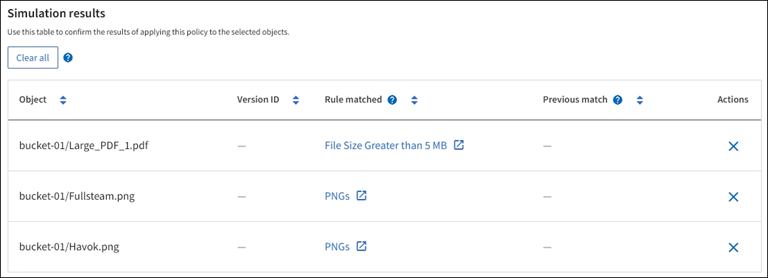 Simulation results
Use this table to confirm the results of applying this policy to the selected objects.
Clear all ?
Object Version ID Rule matched ? Previous match ? Actions
bucket-01/Large_PDF_1.pdf — File Size Greater than 5 MB —
bucket-01/Fullsteam.png — PNGs —
bucket-01/Havok.png — PNGs —